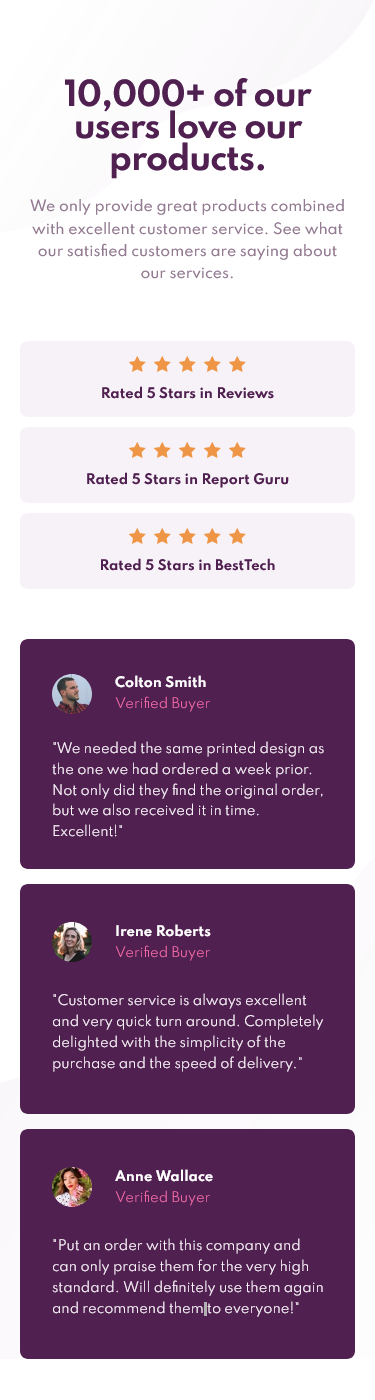 10,000+ of our
users love our
products.
We only provide great products combined
with excellent customer service. See what
our satisfied customers are saying about
our services.
Rated 5 Stars in Reviews
Rated 5 Stars in Report Guru
Rated 5 Stars in BestTech
Colton Smith
Verified Buyer
"We needed the same printed design as
the one we had ordered a week prior.
Not only did they find the original order,
but we also received it in time.
Excellent!"
Irene Roberts
Verified Buyer
"Customer service is always excellent
and very quick turn around. Completely
delighted with the simplicity of the
purchase and the speed of delivery."
Anne Wallace
Verified Buyer
"Put an order with this company and
can only praise them for the very high
standard. Will definitely use them again
and recommend them to everyone!"